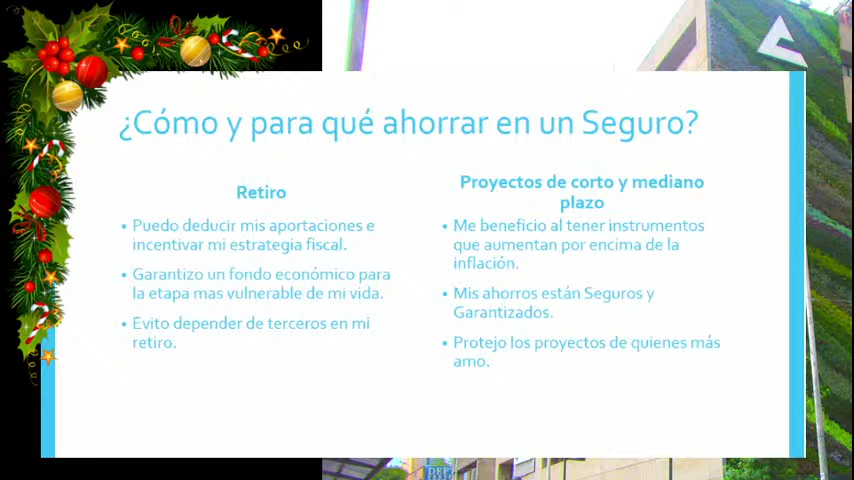 ¿Cómo y para qué ahorrar en un Seguro?
Retiro
• Puedo deducir mis aportaciones e
incentivar mi estrategia fiscal.
• Garantizo un fondo económico para
la etapa mas vulnerable de mi vida.
• Evito depender de terceros en mi
retiro.
Proyectos de corto y mediano
plazo
• Me beneficio al tener instrumentos
que aumentan por encima de la
inflación.
• Mis ahorros están Seguros y
Garantizados.
• Protejo los proyectos de quienes más
amo.